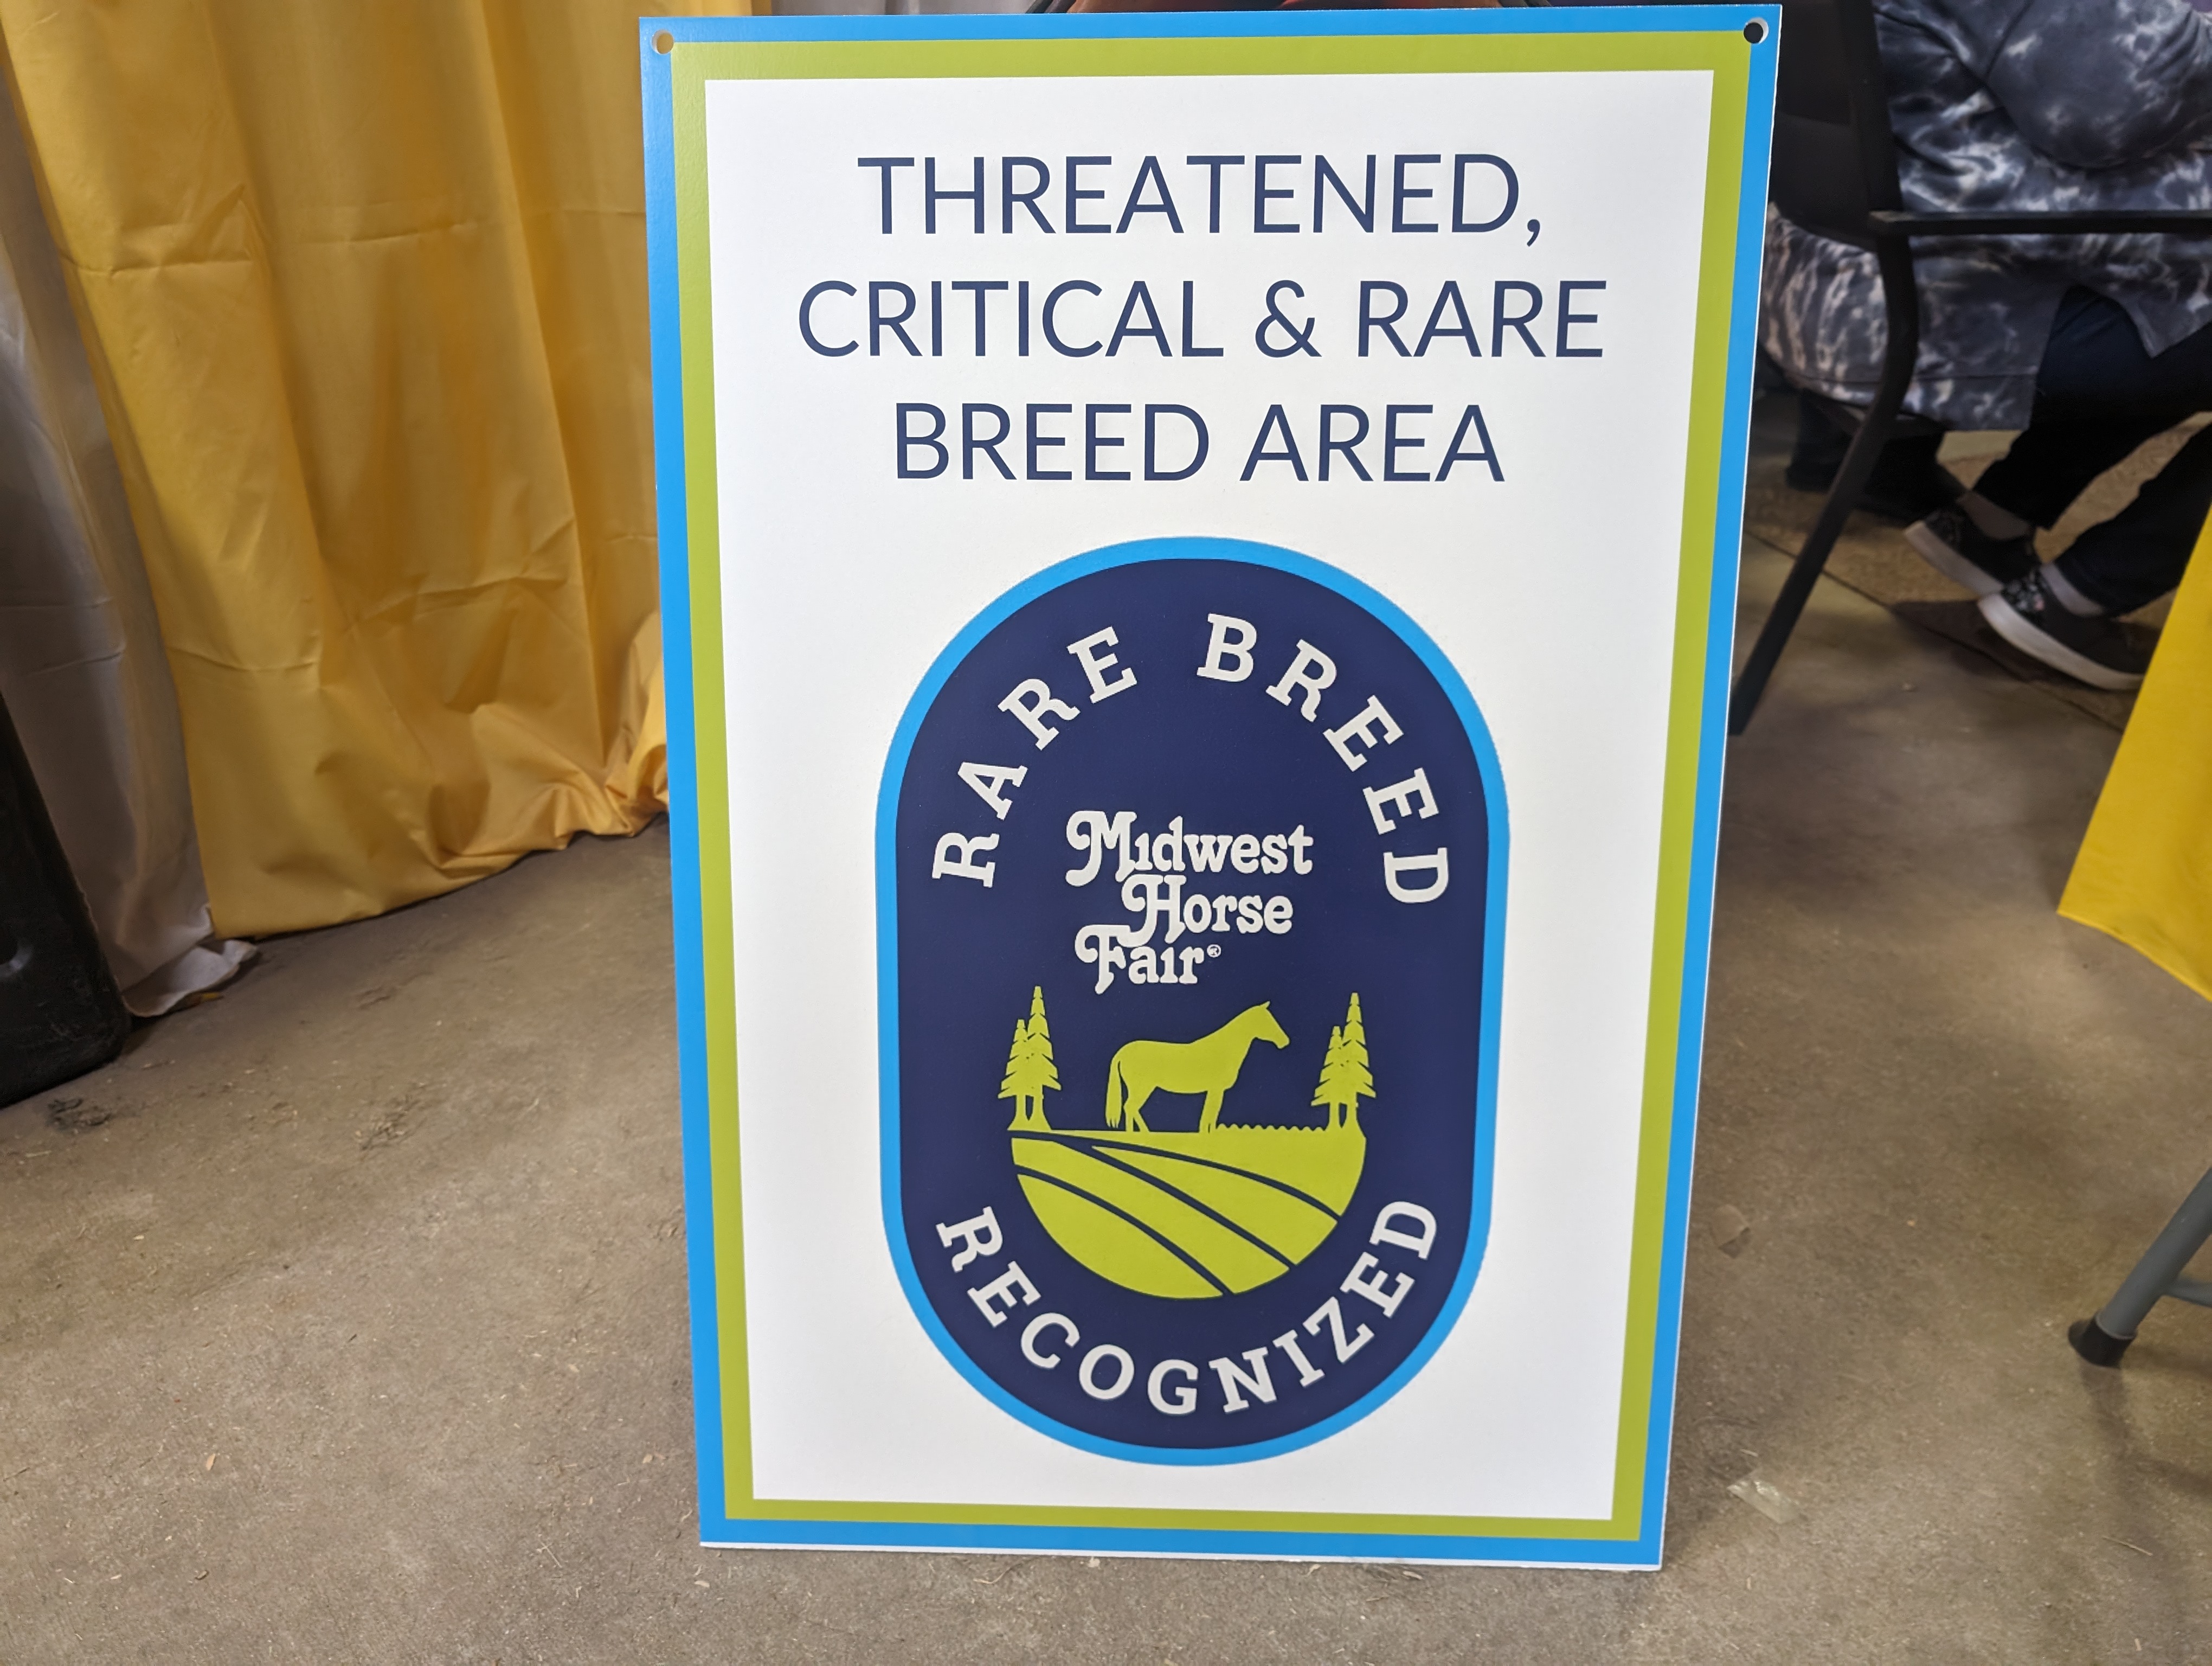 THREATENED,
CRITICAL & RARE
BREED AREA
RARE BREED
Midwest
Horse
Fair®
RECOGNIZED